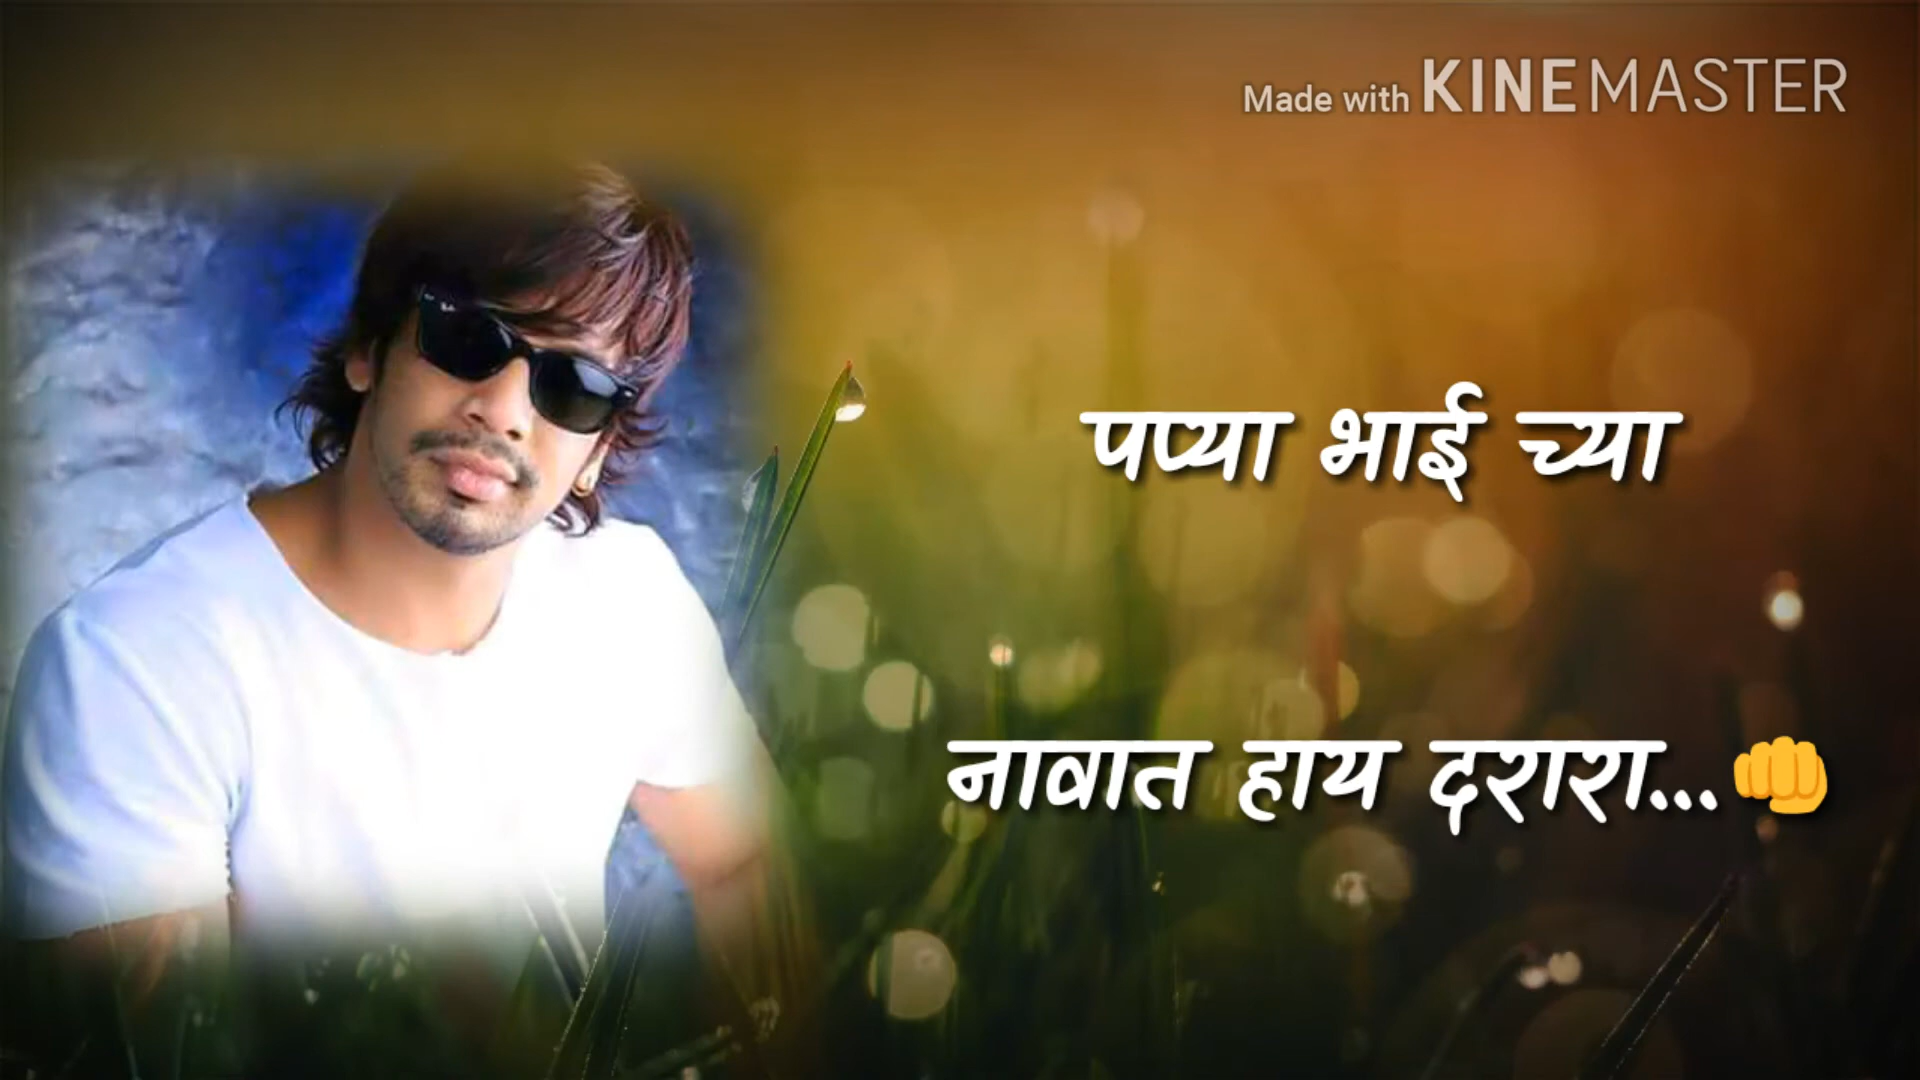 Made with KINEMASTER
पप्या भाई च्या
नावात हाय दरारा...👊